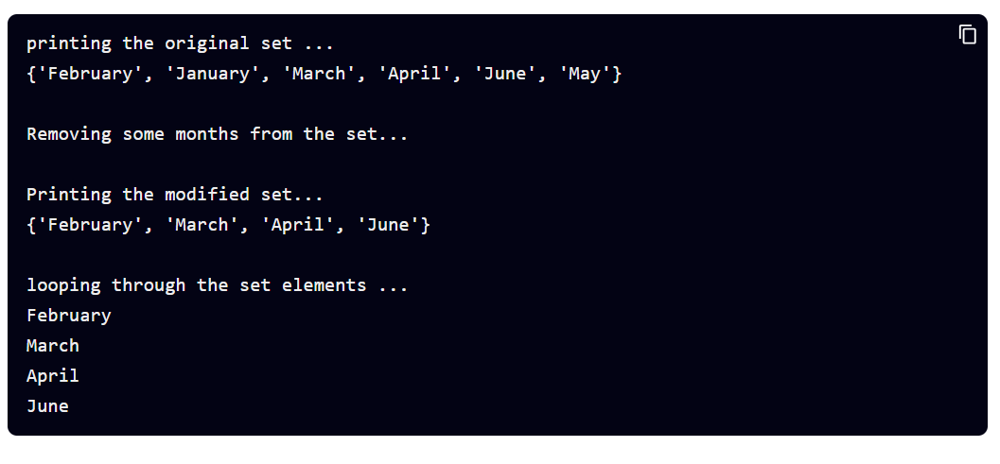 printing the original set ...
{'February', 'January', 'March', 'April', 'June', 'May'}
Removing some months from the set...
Printing the modified set...
{'February', 'March', 'April', 'June'}
looping through the set elements ...
February
March
April
June